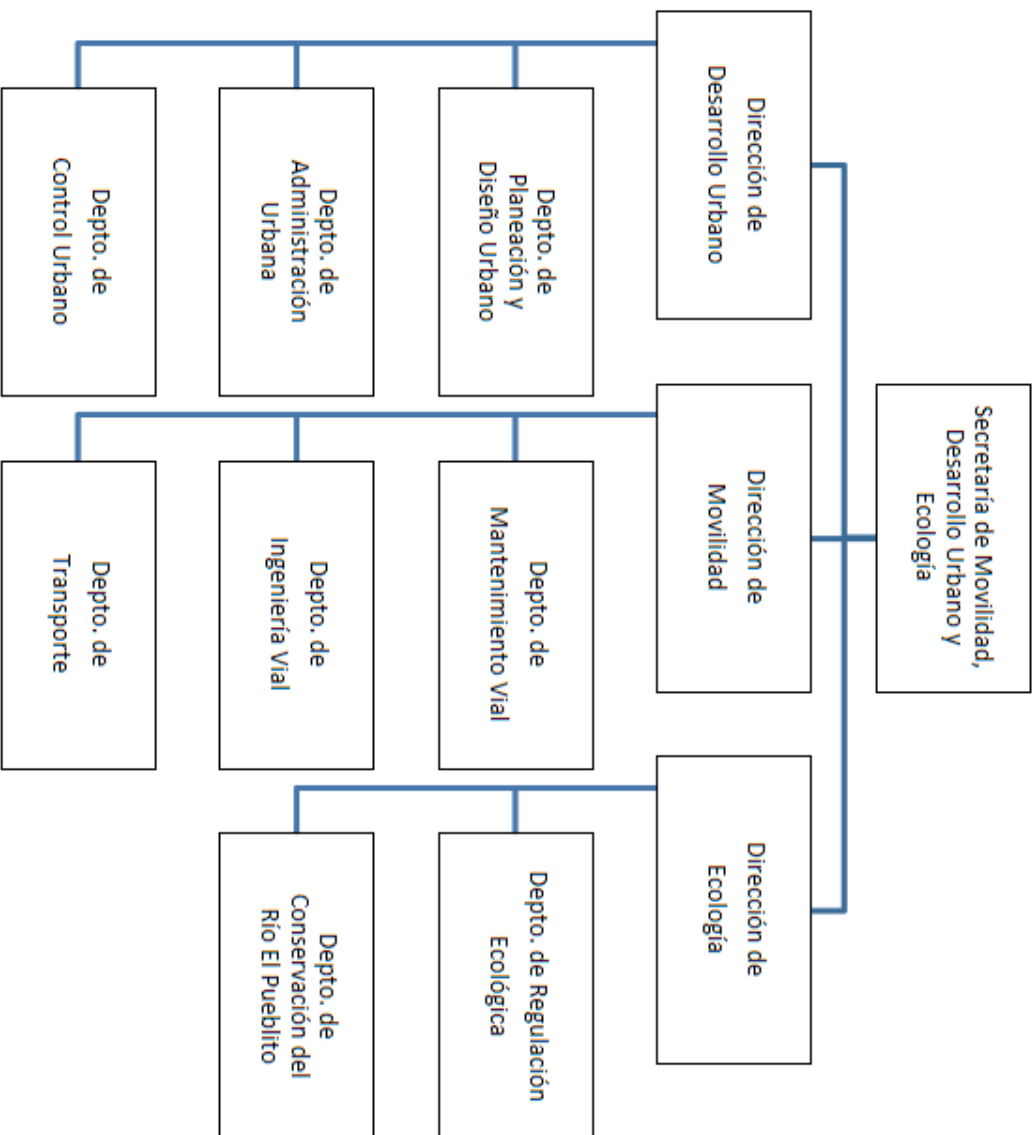 Secretaría de Movilidad,
Desarrollo Urbano y
Ecología
Dirección de
Desarrollo Urbano
Depto. de
Planeación y
Diseño Urbano
Depto. de
Administración
Urbana
Depto. de
Control Urbano
Dirección de
Movilidad
Depto. de
Mantenimiento Vial
Depto. de
Ingeniería Vial
Depto. de
Transporte
Dirección de
Ecología
Depto. de Regulación
Ecológica
Depto. de
Conservación del
Río El Pueblito